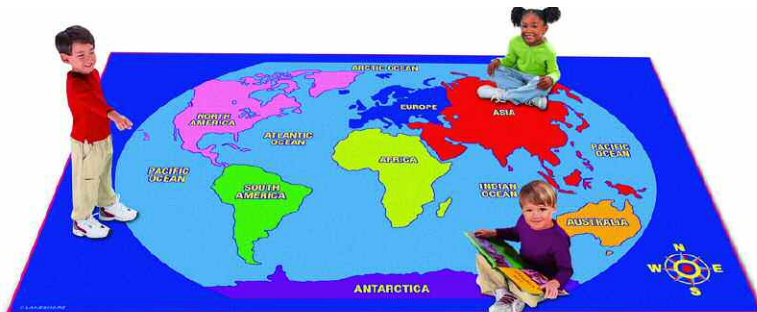 ARCTIC OCEAN
NORTH
AMERICA
EUROPE
ASIA
ATLANTIC
OCEAN
PACIFIC
OCEAN
AFRICA
PACIFIC
OCEAN
SOUTH
AMERICA
INDIAN
OCEAN
AUSTRALIA
N
W
E
S
ANTARCTICA
© LAKESHORE